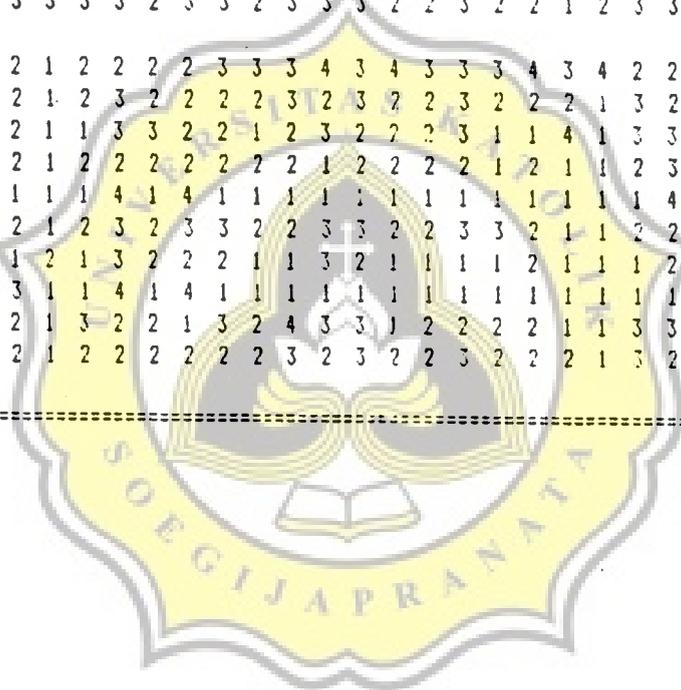 2 1 2 2 2 2 3 3 3 4 3 4 3 3 3 4 3 4 2 2
2 1 2 3 2 2 2 2 3 2 3 2 2 3 2 2 2 1 3 2
2 1 1 3 3 2 2 1 2 3 2 2 2 3 1 1 4 1 3 3
2 1 2 2 2 2 2 2 2 1 2 2 2 2 1 2 1 1 2 3
1 1 1 4 1 4 1 1 1 1 1 1 1 1 1 1 1 1 1 4
2 1 2 3 2 3 3 2 2 3 3 2 2 3 3 2 1 1 2 2
1 2 1 3 2 2 2 1 1 3 2 1 1 1 1 2 1 1 1 2
3 1 1 4 1 4 1 1 1 1 1 1 1 1 1 1 1 1 1 1
2 1 3 2 2 1 3 2 4 3 3 2 2 2 2 1 1 3 3
2 1 2 2 2 2 2 2 3 2 3 2 2 3 2 2 2 1 3 2
UNIVERSITAS KATOLIK
SOEGIJAPRANATA